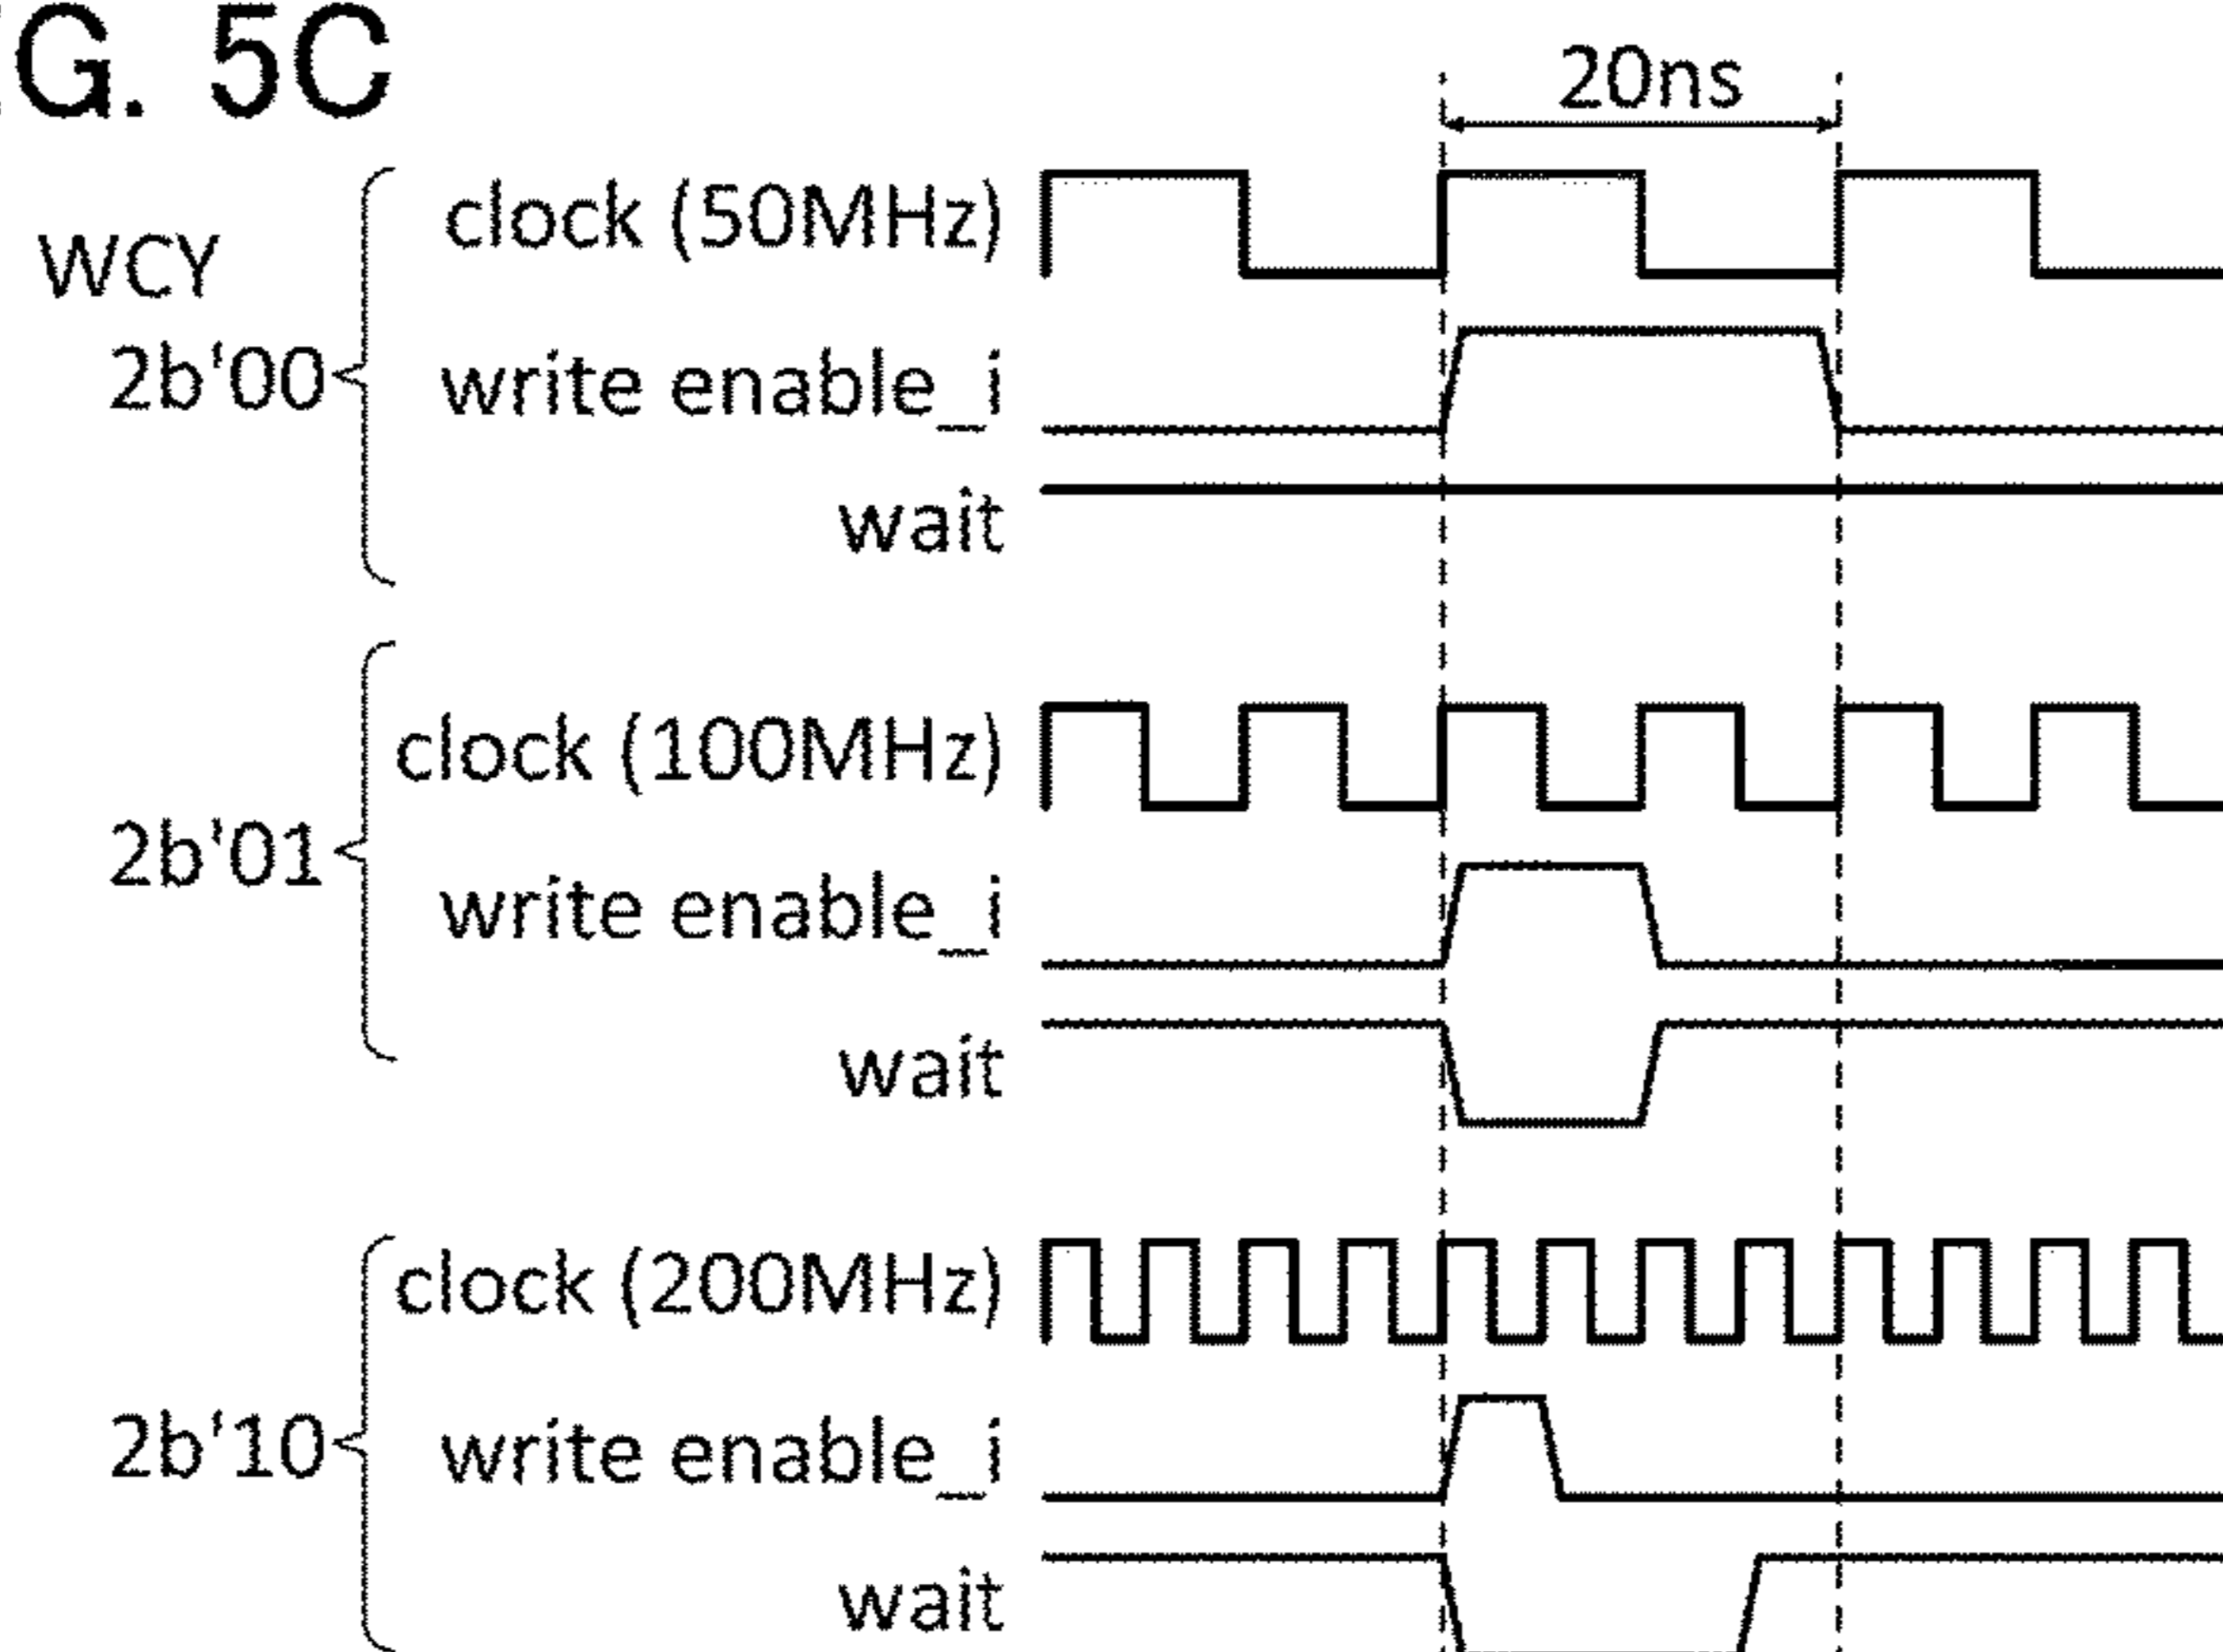 G. 5C
20ns
clock (50MHz)
WCY
2b'00
write enable_i
wait
clock (100MHz)
2b'01
write enable_i
wait
clock (200MHz)
2b'10
write enable_i
wait